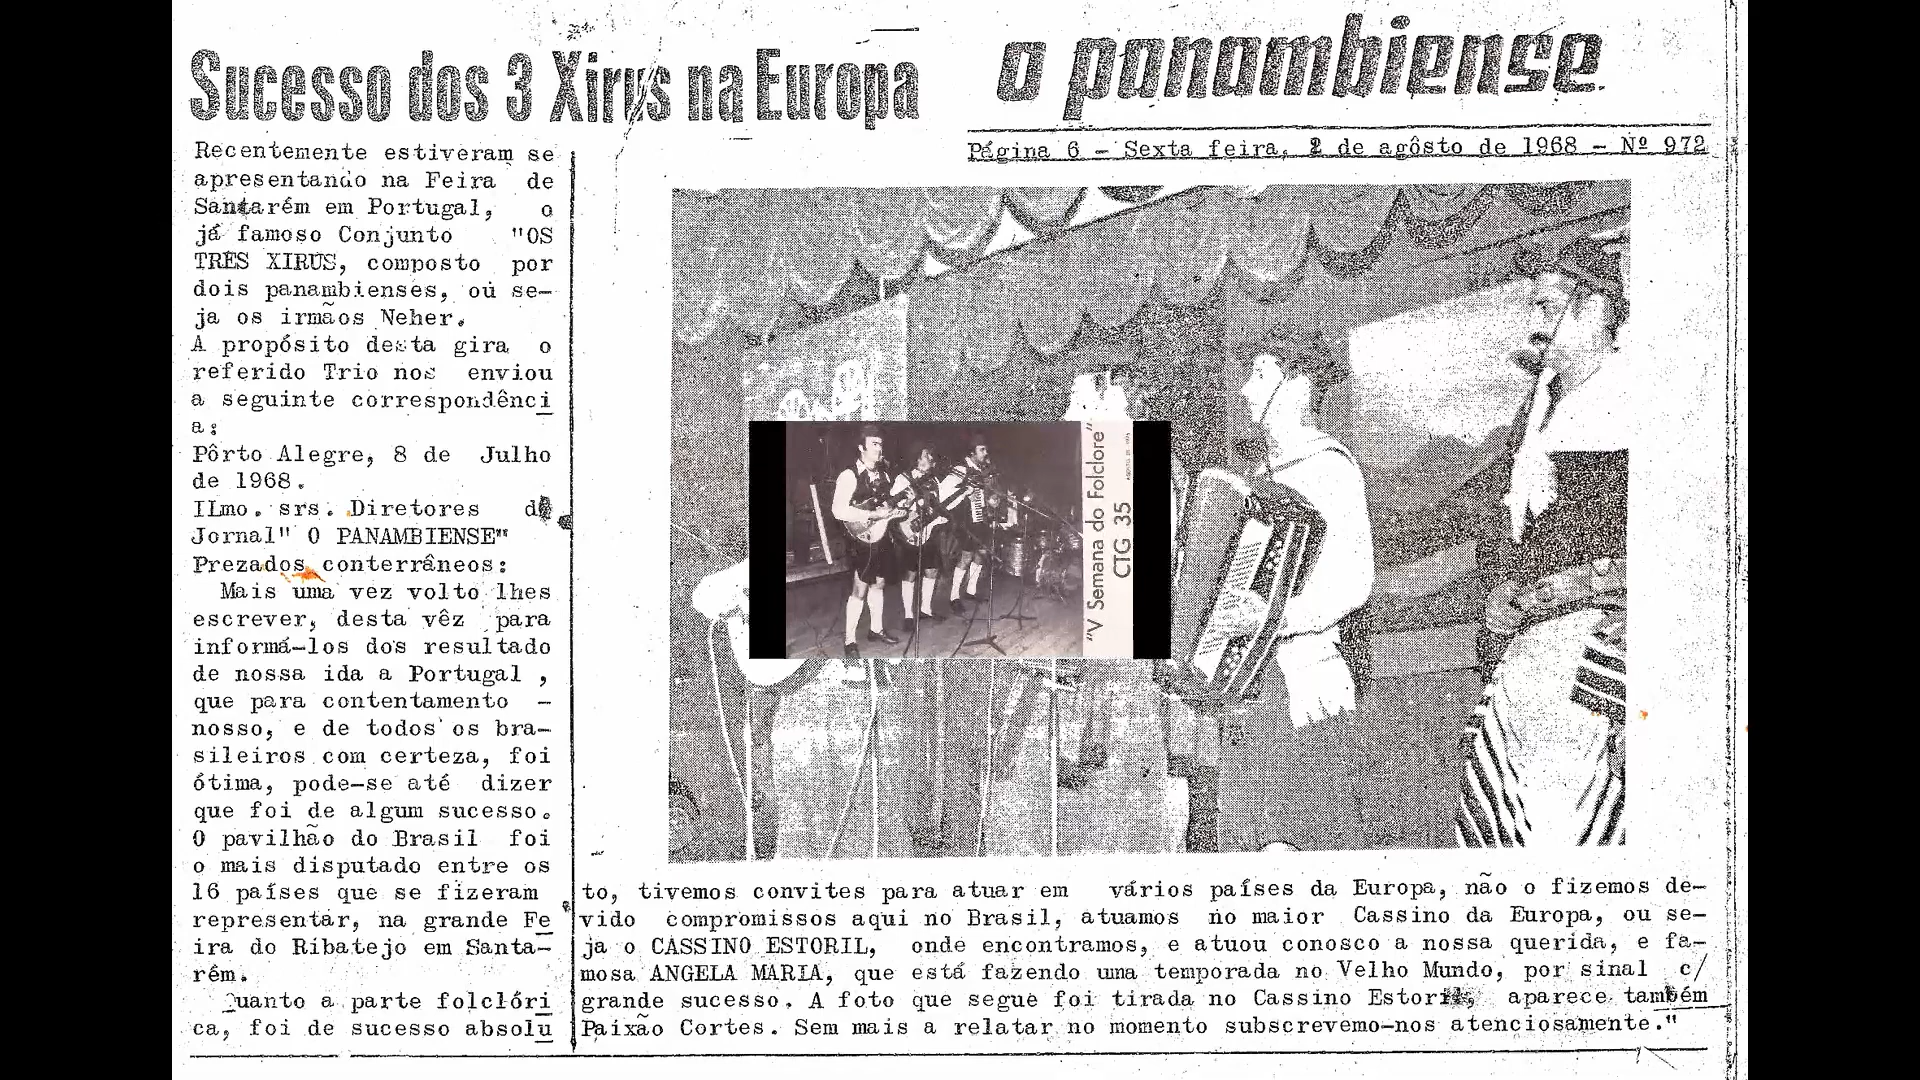 Sucesso dos 3 Xirus na Europa
o panambiense
Página 6 - Sexta feira, 2 de agôsto de 1968 - Nº 972
Recentemente estiveram se
apresentando na Feira de
Santarém em Portugal, o
já famoso Conjunto "OS
TRÊS XIRUS, composto por
dois panambienses, ou se-
ja os irmãos Neher.
A propósito desta gira o
referido Trio nos enviou
a seguinte correspondênci
a:
Pôrto Alegre, 8 de Julho
de 1968.
ILmo. srs. Diretores
Jornal" O PANAMBIENSE"
Prezados conterrâneos:
Mais uma vez volto lhes
escrever, desta vêz para
informá-los dos resultado
de nossa ida a Portugal ,
que para contentamento -
nosso, e de todos os bra-
sileiros com certeza, foi
ótima, pode-se até dizer
que foi de algum sucesso.
O pavilhão do Brasil foi
o mais disputado entre os
16 países que se fizeram
representar, na grande Fe
ira do Ribatejo em Santa-
rém.
Quanto a parte folclóri
ca, foi de sucesso absolu
to, tivemos convites para atuar em vários países da Europa, não o fizemos de-
vido compromissos aqui no Brasil, atuamos no maior Cassino da Europa, ou se-
ja o CASSINO ESTORIL, onde encontramos, e atuou conosco a nossa querida, e fa-
mosa ANGELA MARIA, que está fazendo uma temporada no Velho Mundo, por sinal c/
grande sucesso. A foto que segue foi tirada no Cassino Estoril, aparece também
Paixão Cortes. Sem mais a relatar no momento subscrevemo-nos atenciosamente."
"V Semana do Folclore"
CTG 35